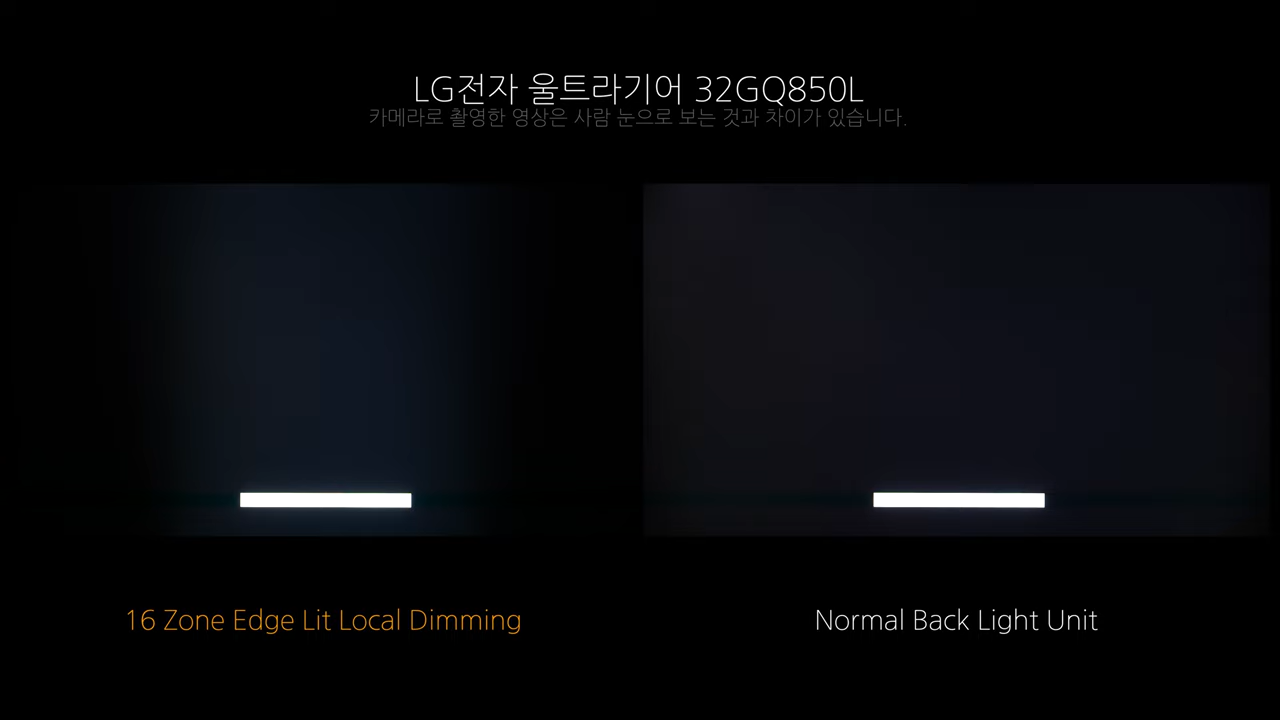 LG전자 울트라기어 32GQ850L
카메라로 촬영한 영상은 사람 눈으로 보는 것과 차이가 있습니다.
16 Zone Edge Lit Local Dimming
Normal Back Light Unit